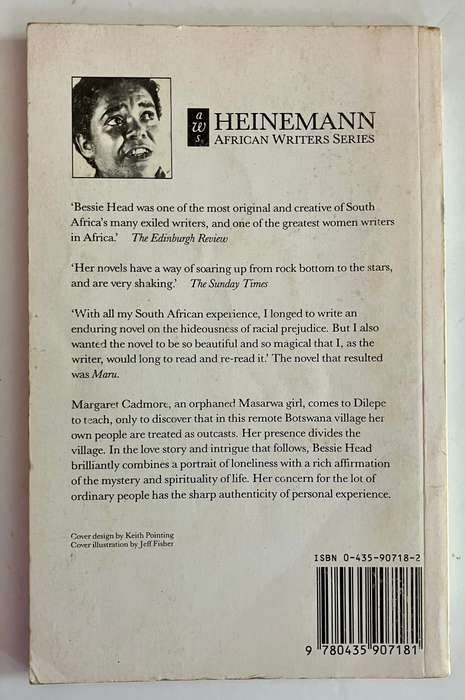 a
w
s
HEINEMANN
AFRICAN WRITERS SERIES
‘Bessie Head was one of the most original and creative of South
Africa’s many exiled writers, and one of the greatest women writers
in Africa.’ The Edinburgh Review
‘Her novels have a way of soaring up from rock bottom to the stars,
and are very shaking.’ The Sunday Times
‘With all my South African experience, I longed to write an
enduring novel on the hideousness of racial prejudice. But I also
wanted the novel to be so beautiful and so magical that I, as the
writer, would long to read and re-read it.’ The novel that resulted
was Maru.
Margaret Cadmore, an orphaned Masarwa girl, comes to Dilepe
to teach, only to discover that in this remote Botswana village her
own people are treated as outcasts. Her presence divides the
village. In the love story and intrigue that follows, Bessie Head
brilliantly combines a portrait of loneliness with a rich affirmation
of the mystery and spirituality of life. Her concern for the lot of
ordinary people has the sharp authenticity of personal experience.
Cover design by Keith Pointing
Cover illustration by Jeff Fisher
ISBN 0-435-90718-2
9 780435 907181